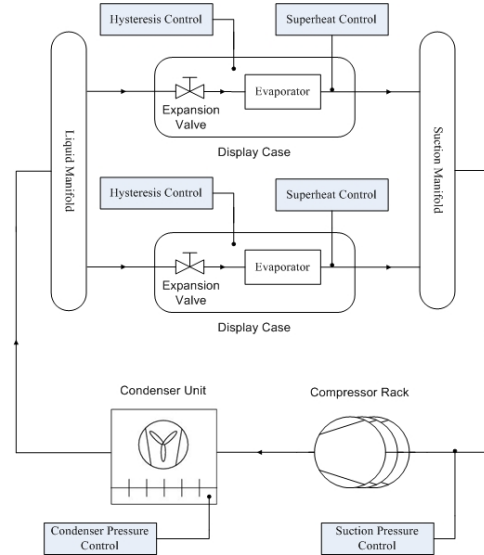 Hysteresis Control
Superheat Control
Liquid Manifold
Evaporator
Expansion
Valve
Display Case
Suction Manifold
Hysteresis Control
Superheat Control
Evaporator
Expansion
Valve
Display Case
Condenser Unit
Compressor Rack
Condenser Pressure
Control
Suction Pressure
Control